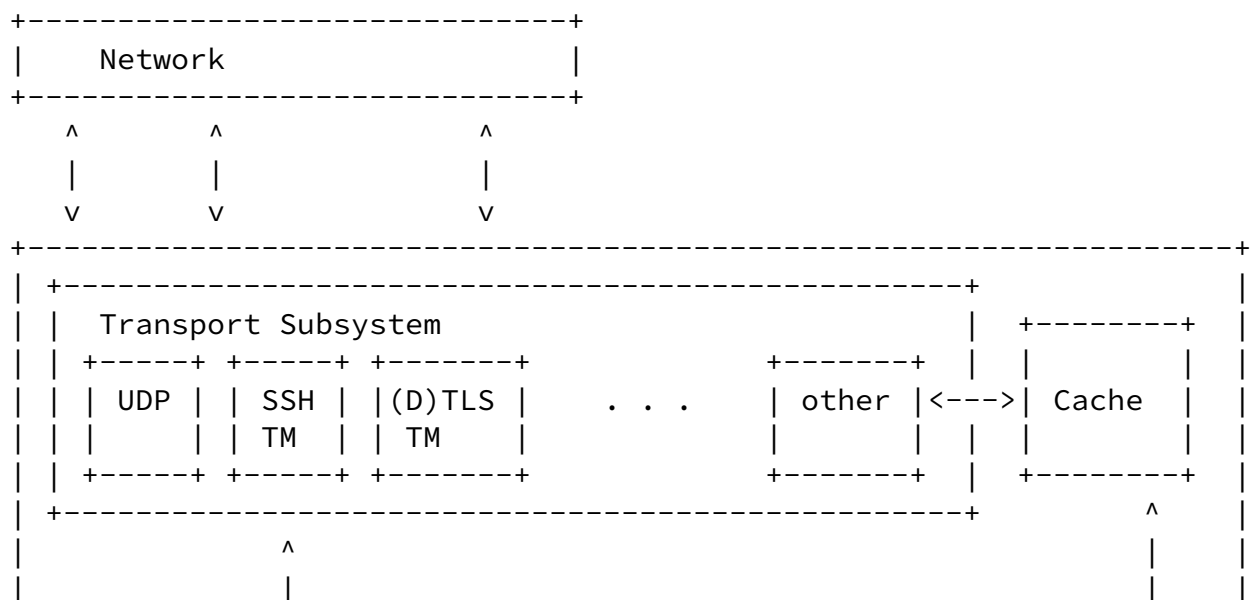 +------------------------------+
|    Network                   |
+------------------------------+
   ^       ^              ^
   |       |              |
   v       v              v
+-------------------------------------------------------------------+
| +--------------------------------------------------+              |
| |  Transport Subsystem                             |  +--------+  |
| | +-----+ +-----+ +-------+             +-------+  |  |        |  |
| | | UDP | | SSH | |(D)TLS |    . . .    | other |<--->| Cache  |  |
| | |     | | TM  | | TM    |             |       |  |  |        |  |
| | +-----+ +-----+ +-------+             +-------+  |  +--------+  |
| +--------------------------------------------------+         ^    |
|              ^                                               |    |
|              |                                               |    |